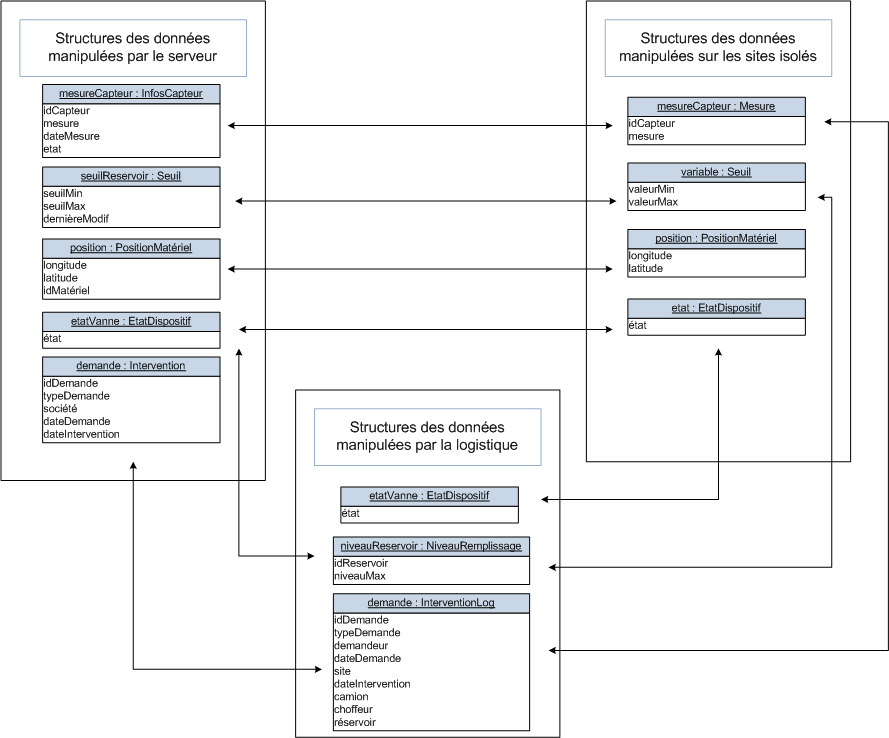 Structures des données
manipulées par le serveur
mesureCapteur : InfosCapteur
idCapteur
mesure
dateMesure
etat
seuilReservoir : Seuil
seuilMin
seuilMax
dernièreModif
position : PositionMatériel
longitude
latitude
idMatériel
etatVanne : EtatDispositif
état
demande : Intervention
idDemande
typeDemande
société
dateDemande
dateIntervention
Structures des données
manipulées sur les sites isolés
mesureCapteur : Mesure
idCapteur
mesure
variable : Seuil
valeurMin
valeurMax
position : PositionMatériel
longitude
latitude
etat : EtatDispositif
état
Structures des données
manipulées par la logistique
etatVanne : EtatDispositif
état
niveauReservoir : NiveauRemplissage
idReservoir
niveauMax
demande : InterventionLog
idDemande
typeDemande
demandeur
dateDemande
site
dateIntervention
camion
choffeur
réservoir